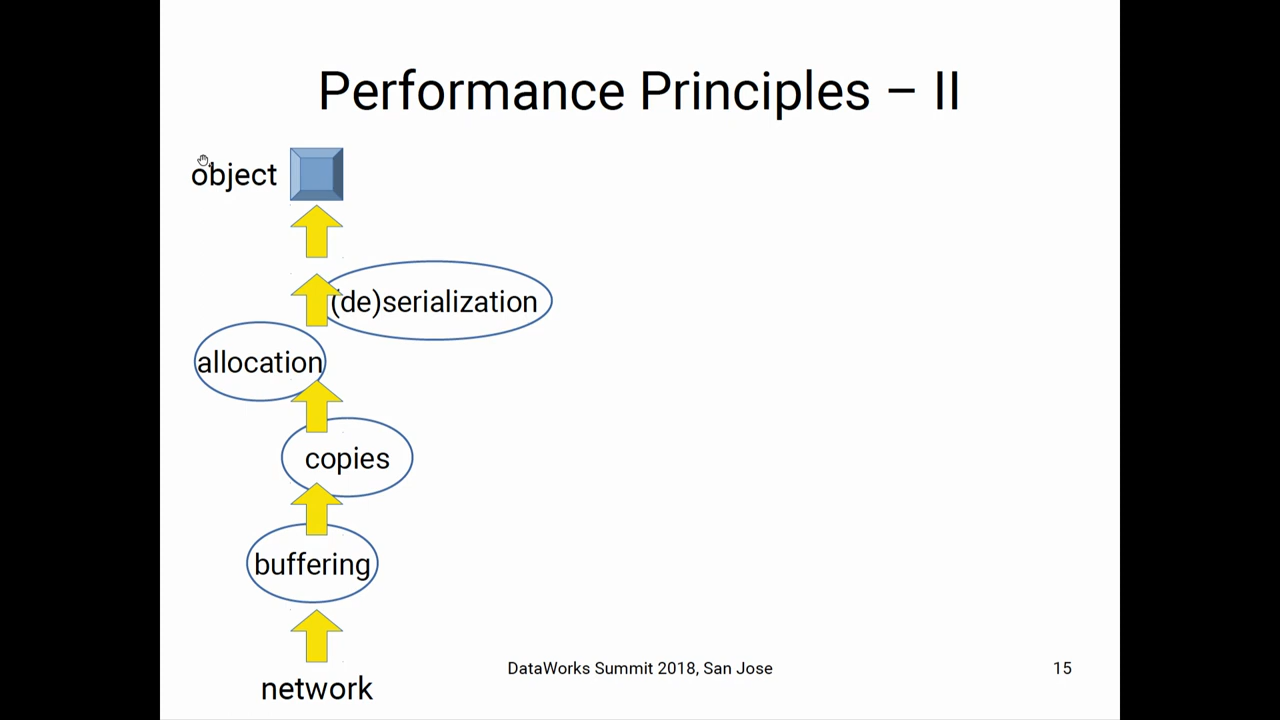 Performance Principles – II
object
(de)serialization
allocation
copies
buffering
network
DataWorks Summit 2018, San Jose
15